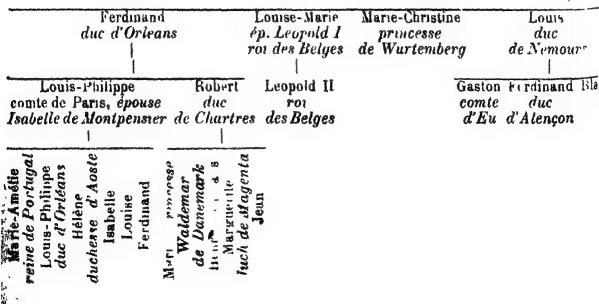 Ferdinand
duc d'Orleans
Louise-Marie
ép. Leopold I
roi des Belges
Marie-Christine
princesse
de Wurtemberg
Louis
duc
de Nemours
Louis-Philippe
comte de Paris, épouse
Isabelle de Montpensier
Robert
duc
de Chartres
Leopold II
roi
des Belges
Gaston
comte
d'Eu
Ferdinand
duc
d'Alençon
Bla
Marie-Amélie
reine de Portugal
Louis-Philippe
duc d'Orléans
Hélène
duchesse d'Aoste
Isabelle
Louise
Ferdinand
princesse
Waldemar
de Danemark
Marguerite
duch de Magenta
Jean